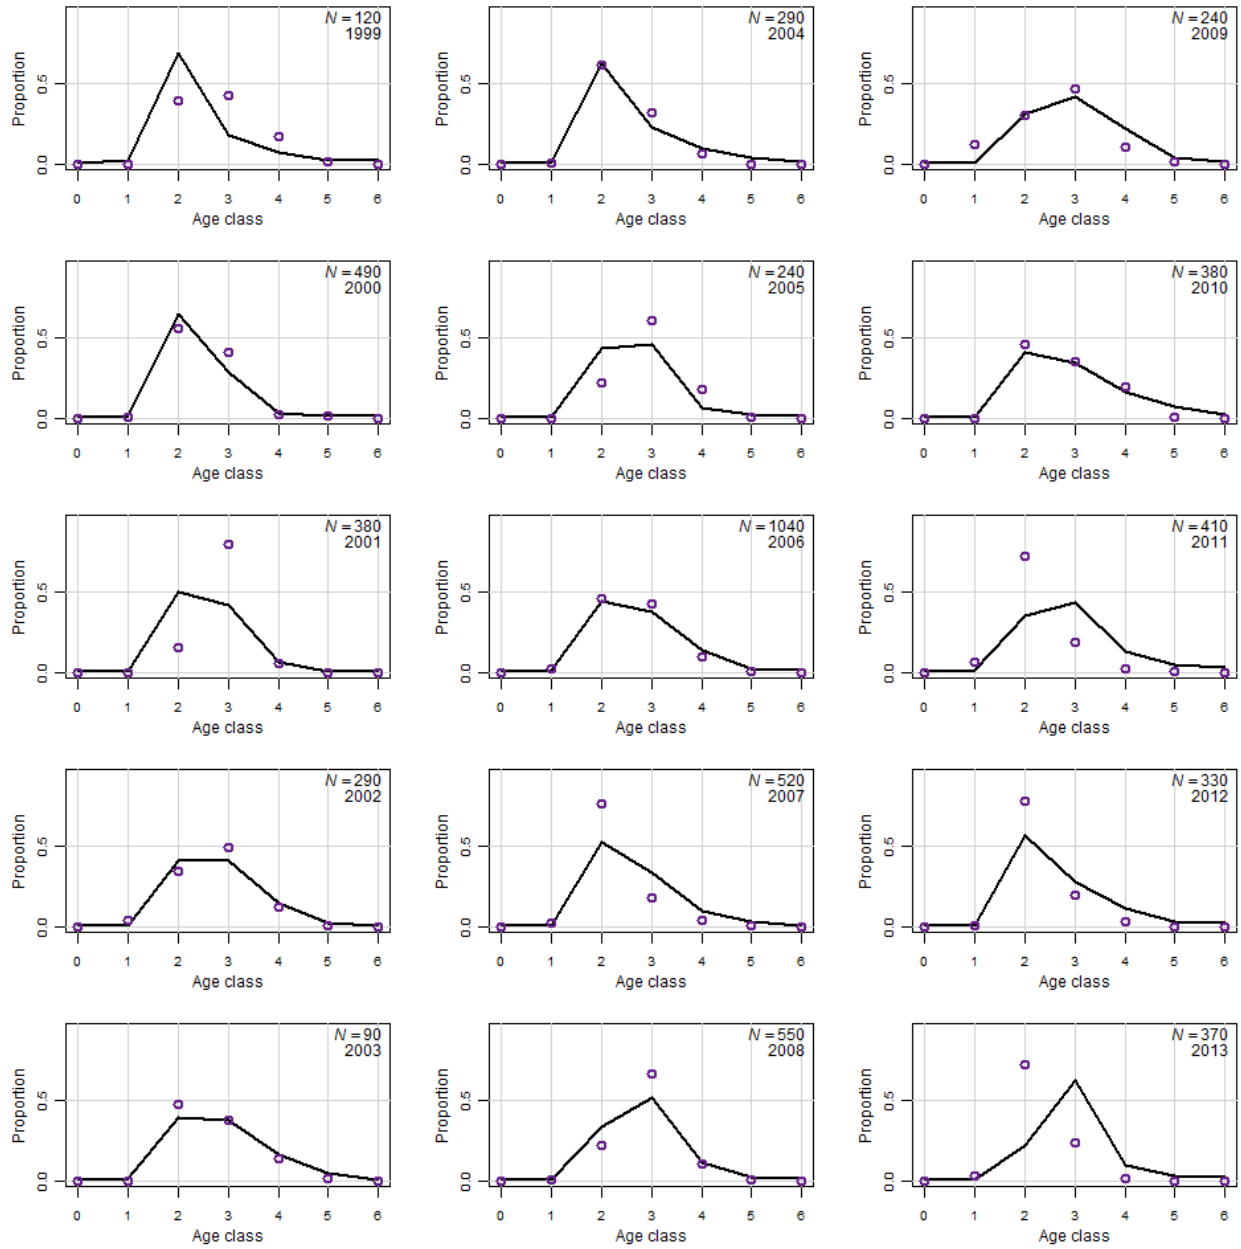 N = 120
1999
Proportion
0.5
0.0
0 1 2 3 4 5 6
Age class
N = 290
2004
Proportion
0.5
0.0
0 1 2 3 4 5 6
Age class
N = 240
2009
Proportion
0.5
0.0
0 1 2 3 4 5 6
Age class
N = 490
2000
Proportion
0.5
0.0
0 1 2 3 4 5 6
Age class
N = 240
2005
Proportion
0.5
0.0
0 1 2 3 4 5 6
Age class
N = 380
2010
Proportion
0.5
0.0
0 1 2 3 4 5 6
Age class
N = 380
2001
Proportion
0.5
0.0
0 1 2 3 4 5 6
Age class
N = 1040
2006
Proportion
0.5
0.0
0 1 2 3 4 5 6
Age class
N = 410
2011
Proportion
0.5
0.0
0 1 2 3 4 5 6
Age class
N = 290
2002
Proportion
0.5
0.0
0 1 2 3 4 5 6
Age class
N = 520
2007
Proportion
0.5
0.0
0 1 2 3 4 5 6
Age class
N = 330
2012
Proportion
0.5
0.0
0 1 2 3 4 5 6
Age class
N = 90
2003
Proportion
0.5
0.0
0 1 2 3 4 5 6
Age class
N = 550
2008
Proportion
0.5
0.0
0 1 2 3 4 5 6
Age class
N = 370
2013
Proportion
0.5
0.0
0 1 2 3 4 5 6
Age class